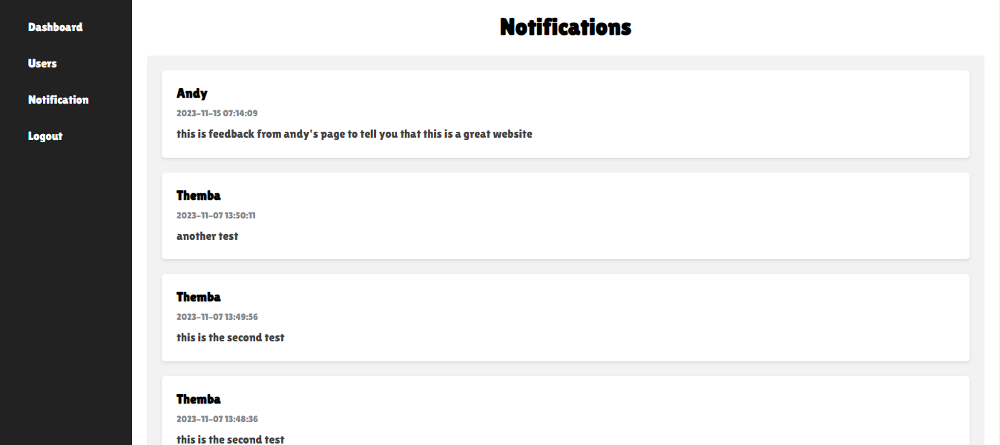 Dashboard
Users
Notification
Logout
Notifications
Andy
2023-11-15 07:14:09
this is feedback from andy's page to tell you that this is a great website
Themba
2023-11-07 13:50:11
another test
Themba
2023-11-07 13:49:56
this is the second test
Themba
2023-11-07 13:48:36
this is the second test